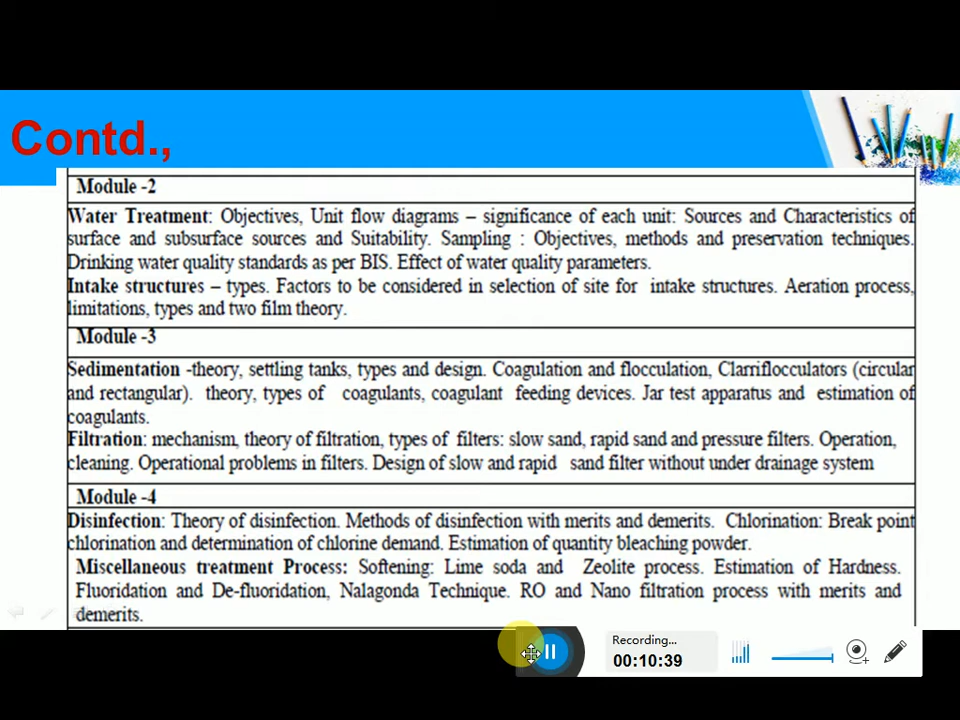 Contd.,
Module -2
Water Treatment: Objectives, Unit flow diagrams – significance of each unit: Sources and Characteristics of
surface and subsurface sources and Suitability. Sampling : Objectives, methods and preservation techniques.
Drinking water quality standards as per BIS. Effect of water quality parameters.
Intake structures – types. Factors to be considered in selection of site for intake structures. Aeration process,
limitations, types and two film theory.
Module -3
Sedimentation -theory, settling tanks, types and design. Coagulation and flocculation, Clarriflocculators (circular
and rectangular). theory, types of coagulants, coagulant feeding devices. Jar test apparatus and estimation of
coagulants.
Filtration: mechanism, theory of filtration, types of filters: slow sand, rapid sand and pressure filters. Operation,
cleaning. Operational problems in filters. Design of slow and rapid sand filter without under drainage system
Module -4
Disinfection: Theory of disinfection. Methods of disinfection with merits and demerits. Chlorination: Break point
chlorination and determination of chlorine demand. Estimation of quantity bleaching powder.
Miscellaneous treatment Process: Softening: Lime soda and Zeolite process. Estimation of Hardness.
Fluoridation and De-fluoridation, Nalagonda Technique. RO and Nano filtration process with merits and
demerits.
Recording...
00:10:39